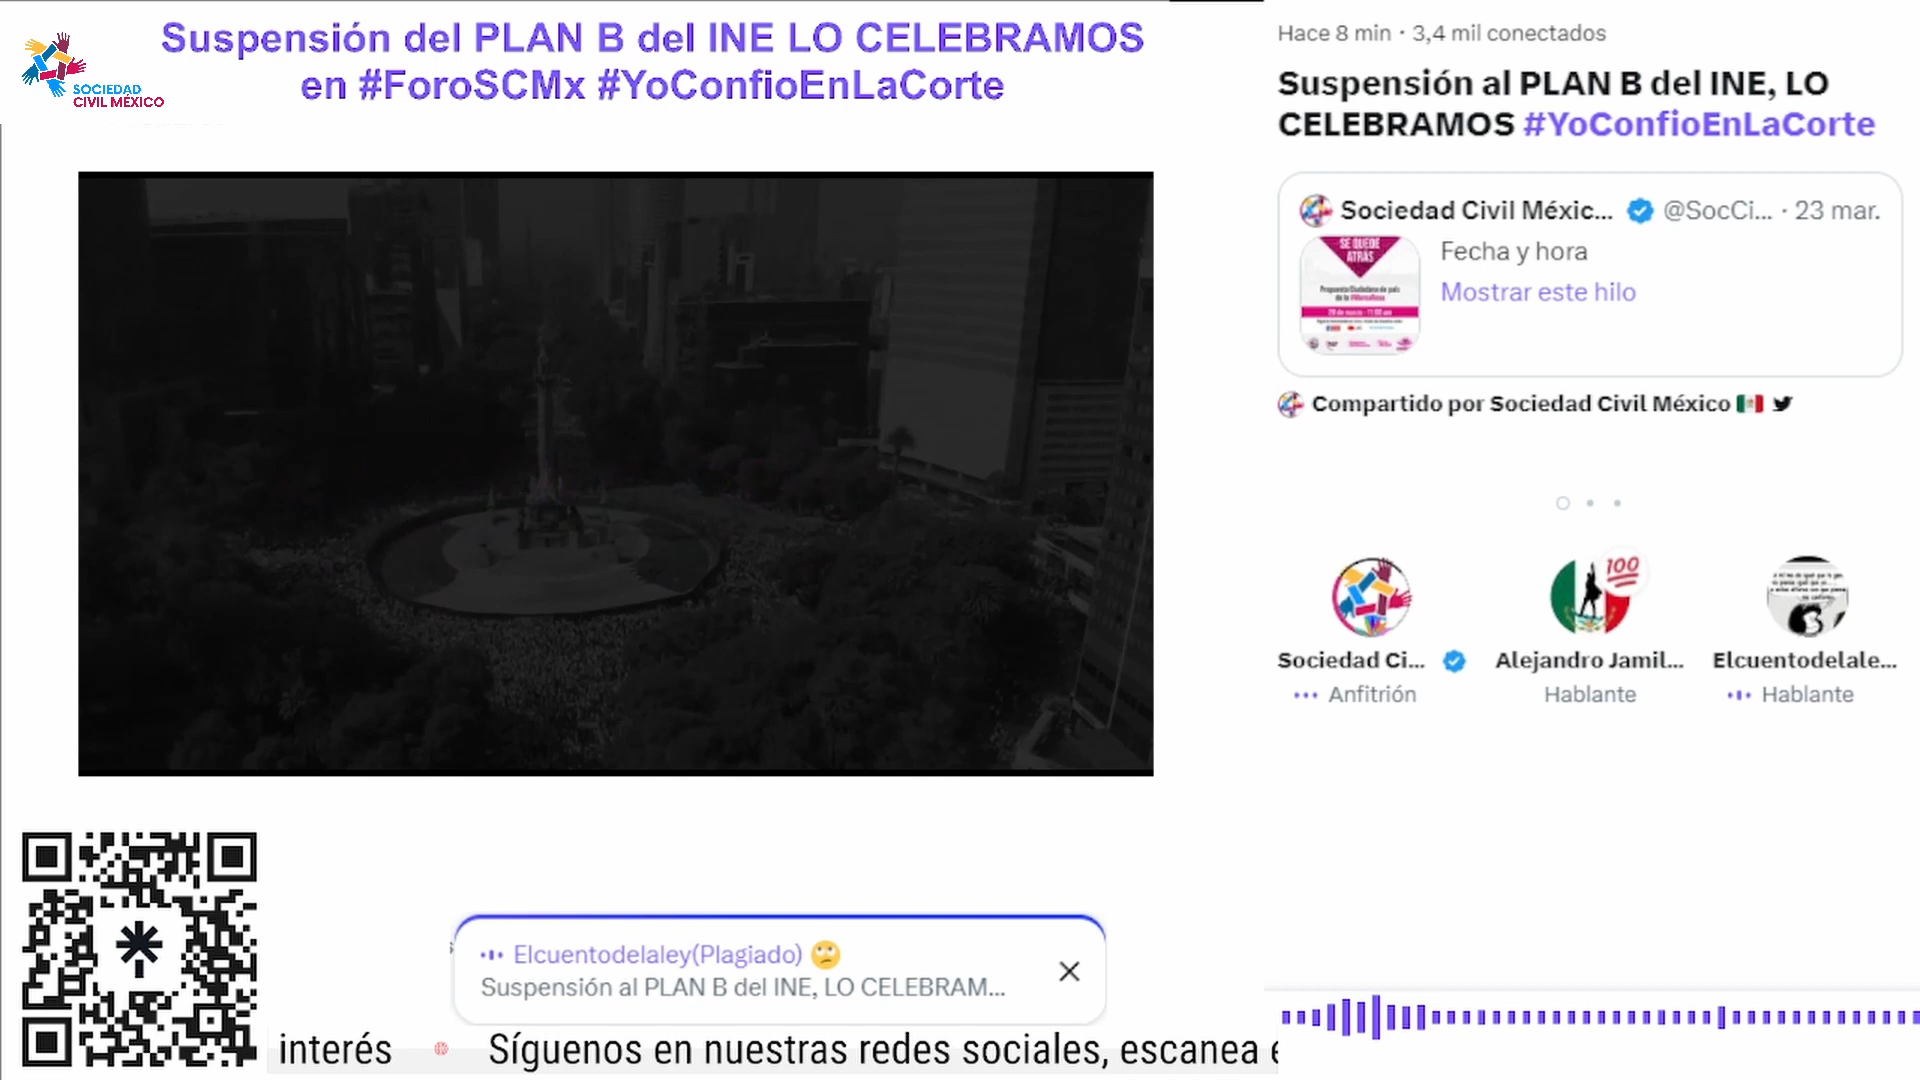 SOCIEDAD
CIVIL MÉXICO
Suspensión del PLAN B del INE LO CELEBRAMOS
en #ForoSCMx #YoConfioEnLaCorte
Hace 8 min · 3,4 mil conectados
Suspensión al PLAN B del INE, LO
CELEBRAMOS #YoConfioEnLaCorte
Sociedad Civil Méxic... @SocCi... · 23 mar.
SE QUEDE
ATRÁS
Fecha y hora
Mostrar este hilo
Compartido por Sociedad Civil México
100
Sociedad Ci...
Anfitrión
Alejandro Jamil...
Hablante
Elcuentodelale...
Hablante
Elcuentodelaley(Plagiado)
Suspensión al PLAN B del INE, LO CELEBRAM...
interés
Síguenos en nuestras redes sociales, escanea